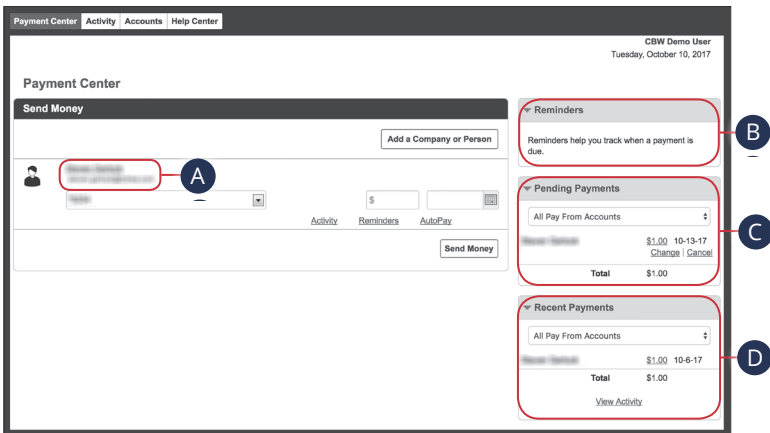 Payment Center Activity Accounts Help Center
CBW Demo User
Tuesday, October 10, 2017
Payment Center
Send Money
Add a Company or Person
A
$
Activity Reminders AutoPay
Send Money
Reminders
Reminders help you track when a payment is
due.
B
Pending Payments
All Pay From Accounts
$1.00 10-13-17
Change | Cancel
Total $1.00
C
Recent Payments
All Pay From Accounts
$1.00 10-6-17
Total $1.00
View Activity
D